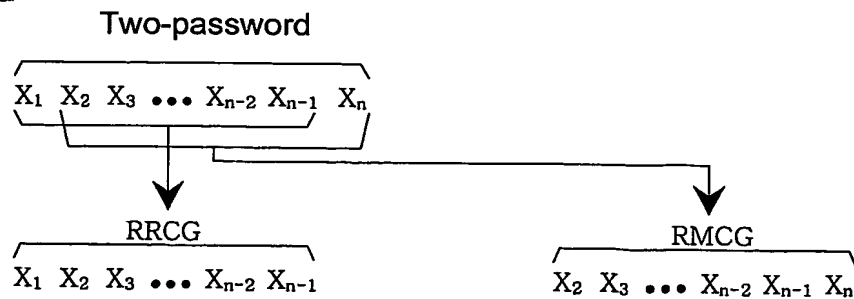 Two-password
X₁ X₂ X₃ ••• Xₙ₋₂ Xₙ₋₁ Xₙ
RRCG
X₁ X₂ X₃ ••• Xₙ₋₂ Xₙ₋₁
RMCG
X₂ X₃ ••• Xₙ₋₂ Xₙ₋₁ Xₙ